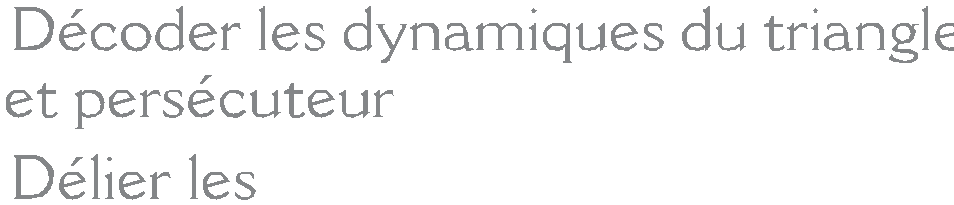 Décoder les dynamiques du triangle
et persécuteur
Délier les